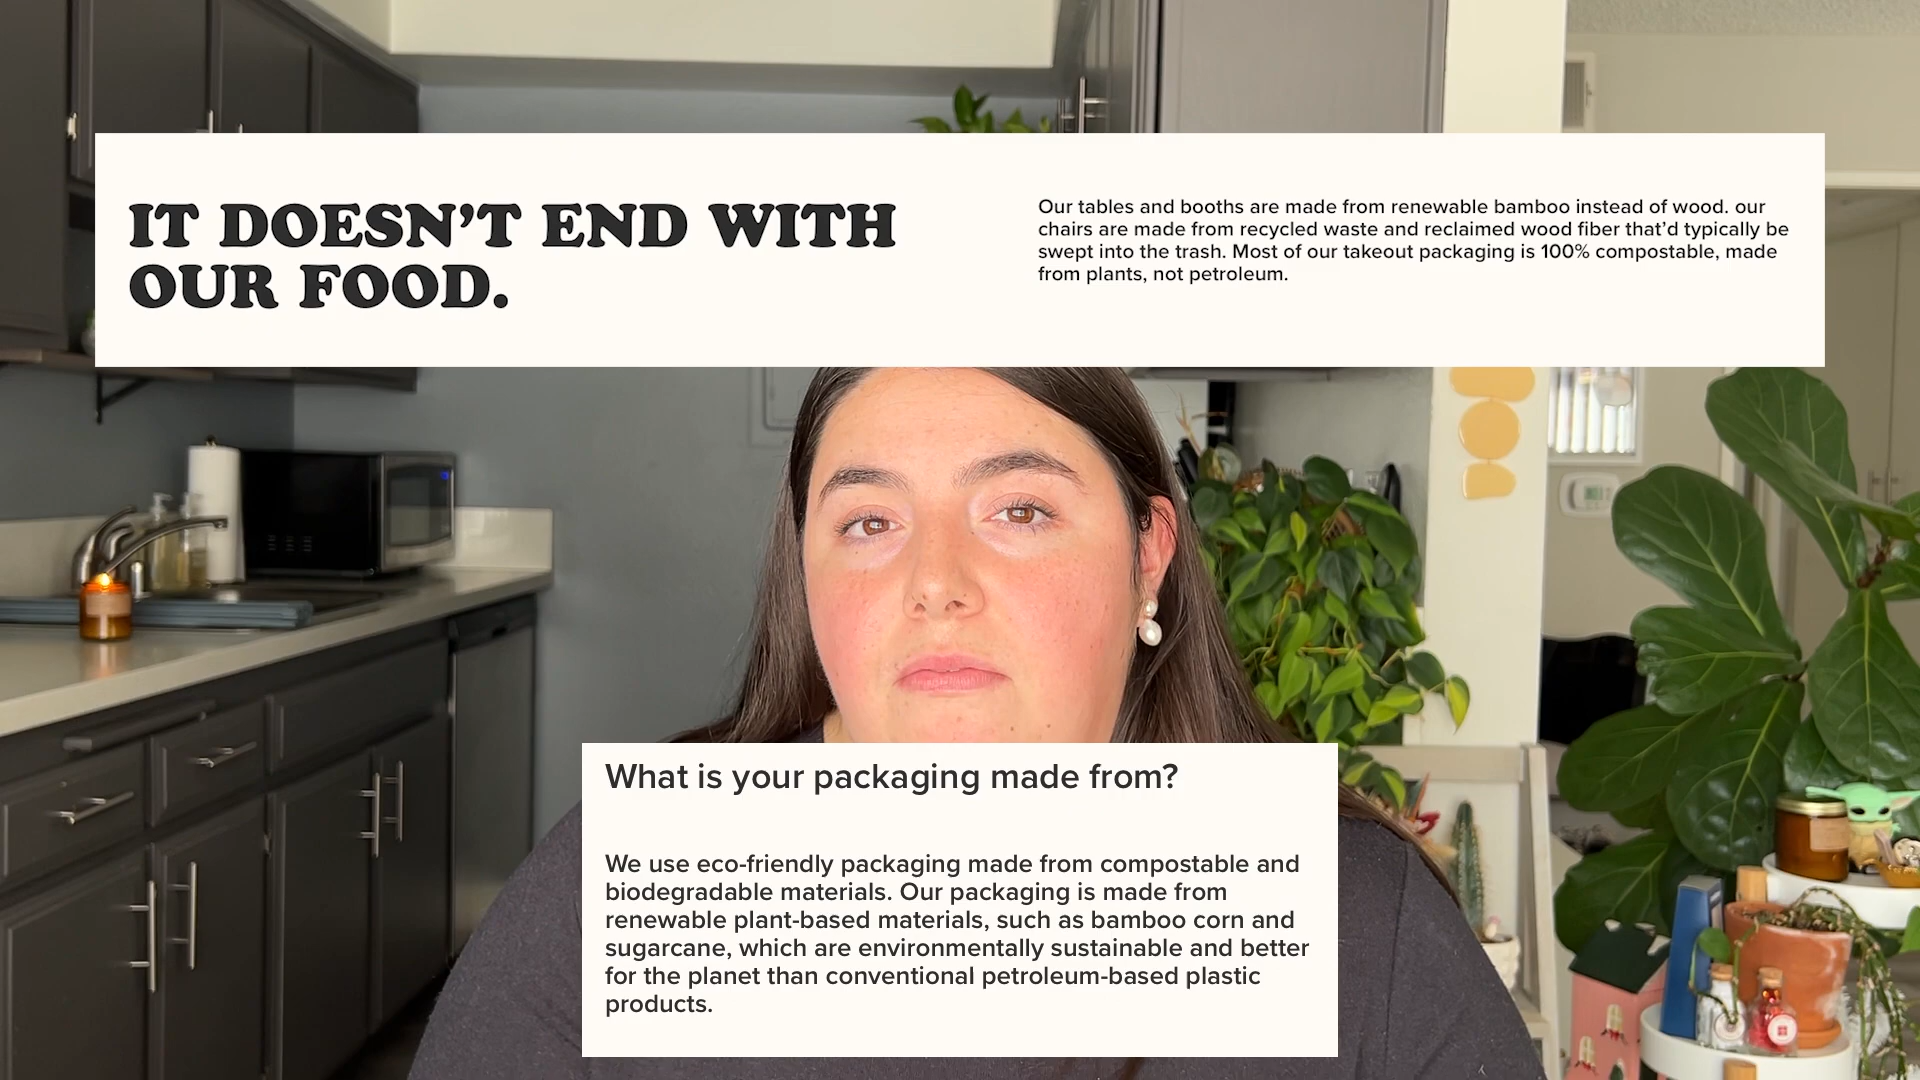 IT DOESN'T END WITH
OUR FOOD.
Our tables and booths are made from renewable bamboo instead of wood. our
chairs are made from recycled waste and reclaimed wood fiber that'd typically be
swept into the trash. Most of our takeout packaging is 100% compostable, made
from plants, not petroleum.
What is your packaging made from?
We use eco-friendly packaging made from compostable and
biodegradable materials. Our packaging is made from
renewable plant-based materials, such as bamboo corn and
sugarcane, which are environmentally sustainable and better
for the planet than conventional petroleum-based plastic
products.